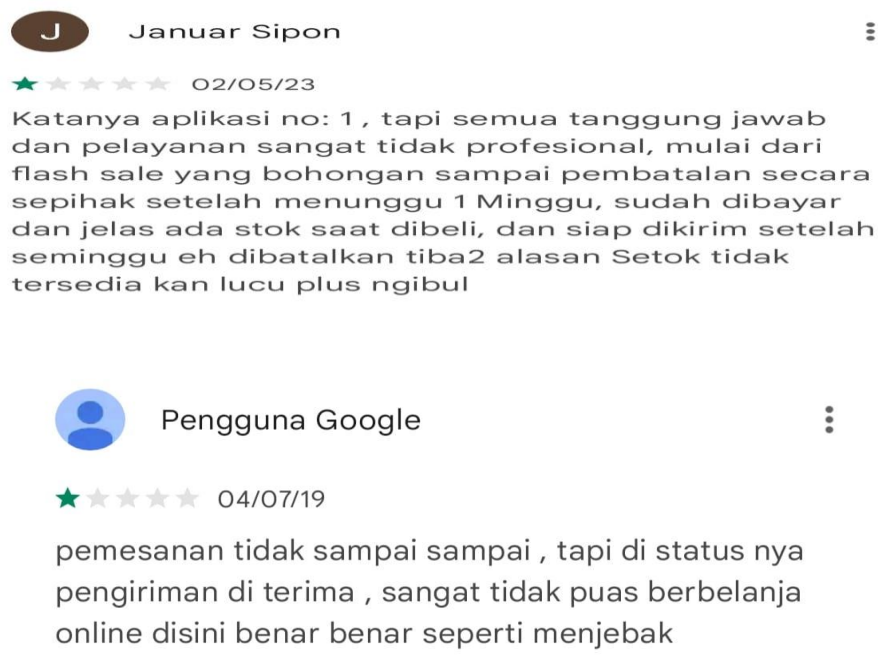 J
Januar Sipon
02/05/23
Katanya aplikasi no: 1 , tapi semua tanggung jawab
dan pelayanan sangat tidak profesional, mulai dari
flash sale yang bohongan sampai pembatalan secara
sepihak setelah menunggu 1 Minggu, sudah dibayar
dan jelas ada stok saat dibeli, dan siap dikirim setelah
seminggu eh dibatalkan tiba2 alasan Setok tidak
tersedia kan lucu plus ngibul
Pengguna Google
04/07/19
pemesanan tidak sampai sampai , tapi di status nya
pengiriman di terima , sangat tidak puas berbelanja
online disini benar benar seperti menjebak